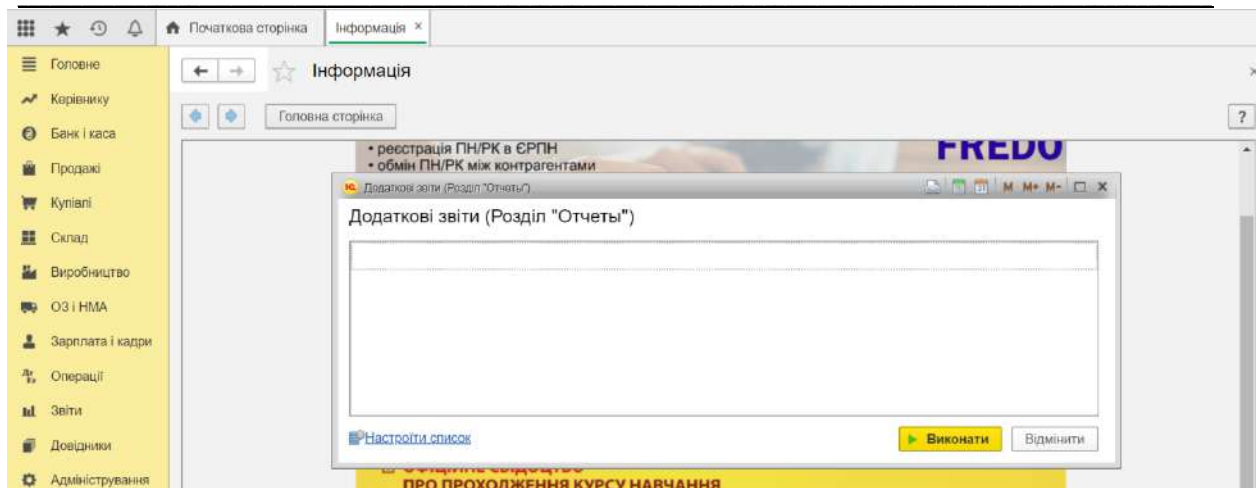 Початкова сторінка
Інформація ×
Головне
Керівнику
Банк і каса
Продажі
Купівлі
Склад
Виробництво
ОЗ і НМА
Зарплата і кадри
Операції
Звіти
Довідники
Адміністрування
Інформація
Головна сторінка
?
• реєстрація ПН/РК в ЄРПН
• обмін ПН/РК між контрагентами
FREDO
Додаткові звіти (Розділ "Отчеты")
M M+ M-
Додаткові звіти (Розділ "Отчеты")
Настроїти список
Виконати
Відмінити
ОФІЦІЙНЕ СВІДОЦТВО
ПРО ПРОХОДЖЕННЯ КУРСУ НАВЧАННЯ